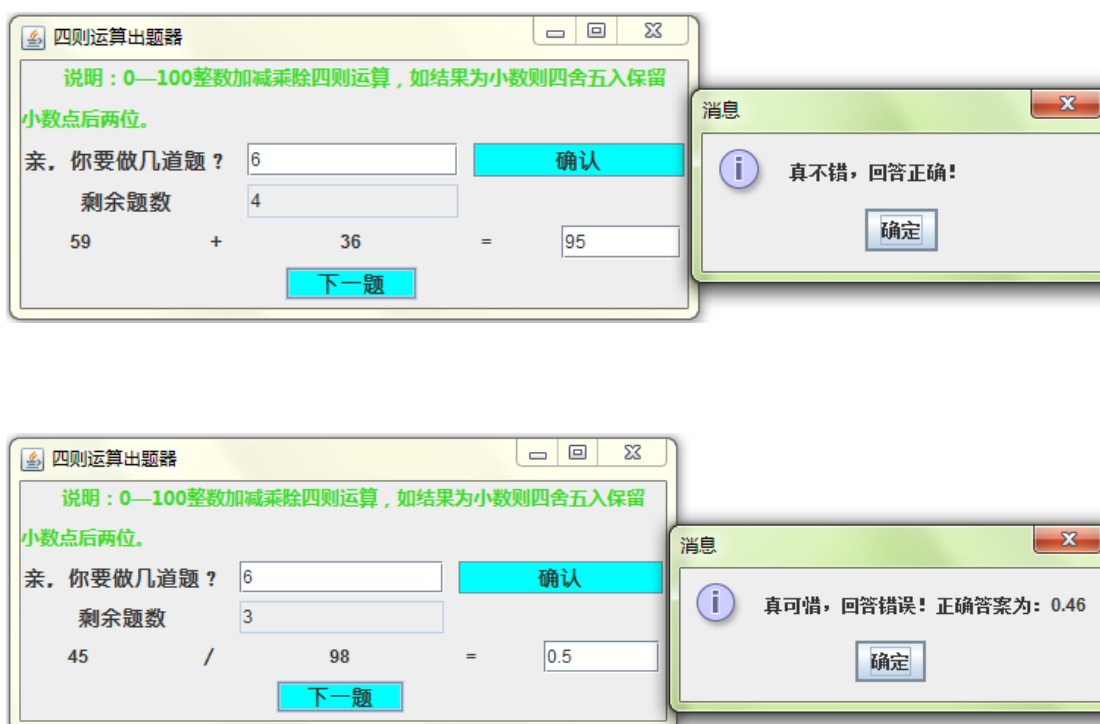 四则运算出题器
说明：0—100整数加减乘除四则运算，如结果为小数则四舍五入保留
小数点后两位。
亲，你要做几道题？ 6 确认
剩余题数 4
59 + 36 = 95
下一题
消息
真不错，回答正确！
确定
四则运算出题器
说明：0—100整数加减乘除四则运算，如结果为小数则四舍五入保留
小数点后两位。
亲，你要做几道题？ 6 确认
剩余题数 3
45 / 98 = 0.5
下一题
消息
真可惜，回答错误！正确答案为：0.46
确定